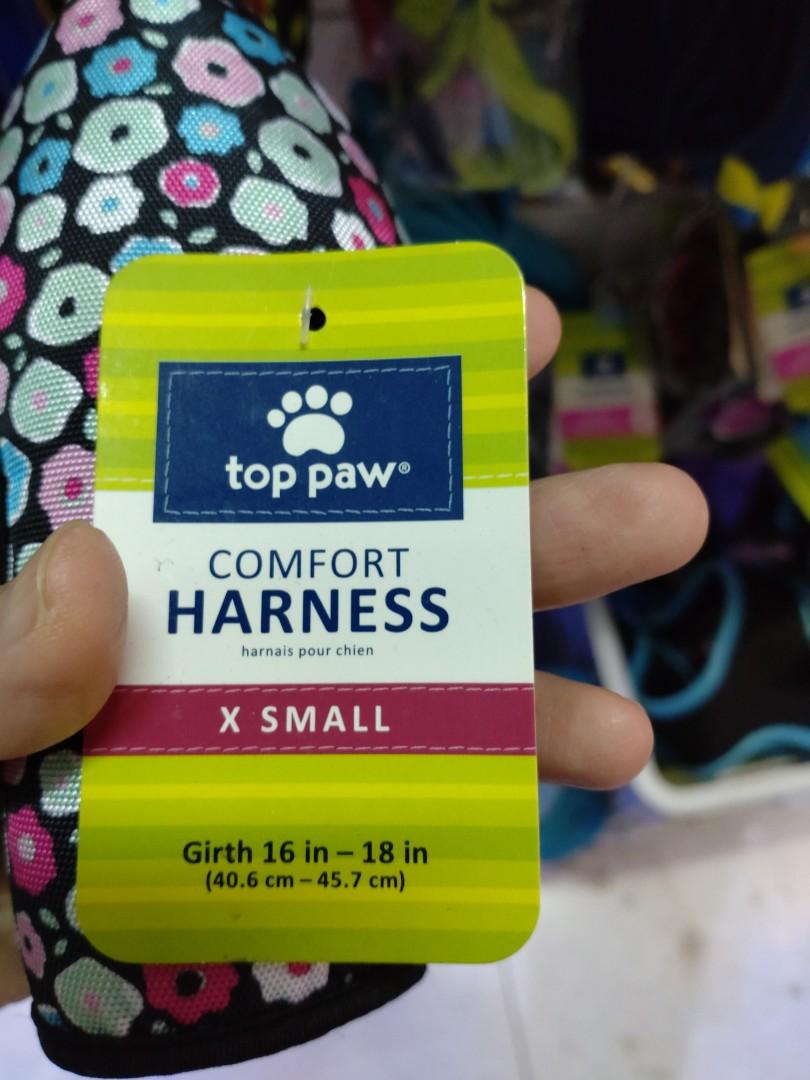 top paw®
COMFORT
HARNESS
harnais pour chien
X SMALL
Girth 16 in – 18 in
(40.6 cm – 45.7 cm)